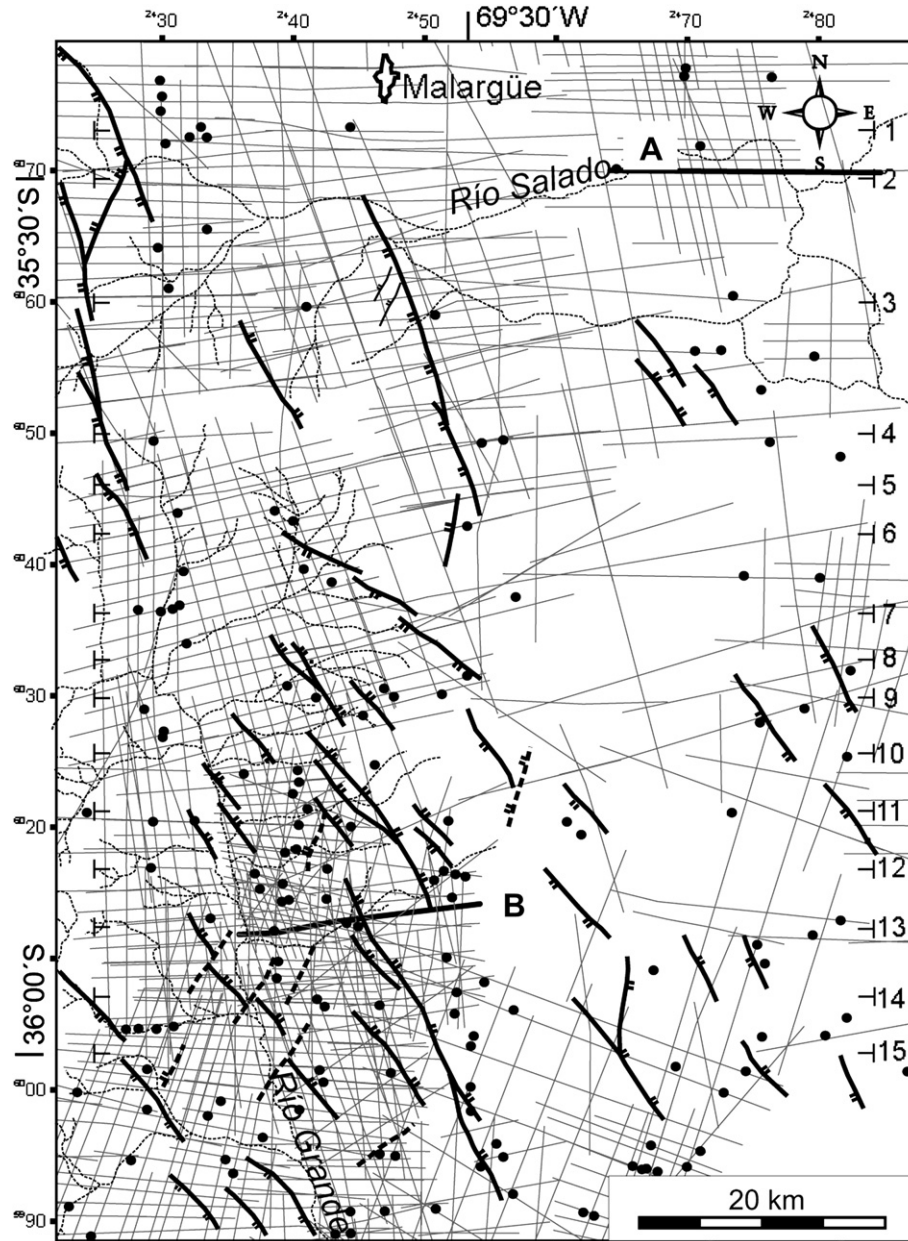 ²⁴30 ²⁴40 ²⁴50 69°30´W ²⁴70 ²⁴80
Malargüe
N
W E
S
A
Río Salado
⁶⁰70
35°30´S
⁶⁰60
⁶⁰50
⁶⁰40
⁶⁰30
⁶⁰20
36°00´S
⁶⁰00
⁵⁹90
1
2
3
4
5
6
7
8
9
10
11
12
13
14
15
B
Río Grande
20 km